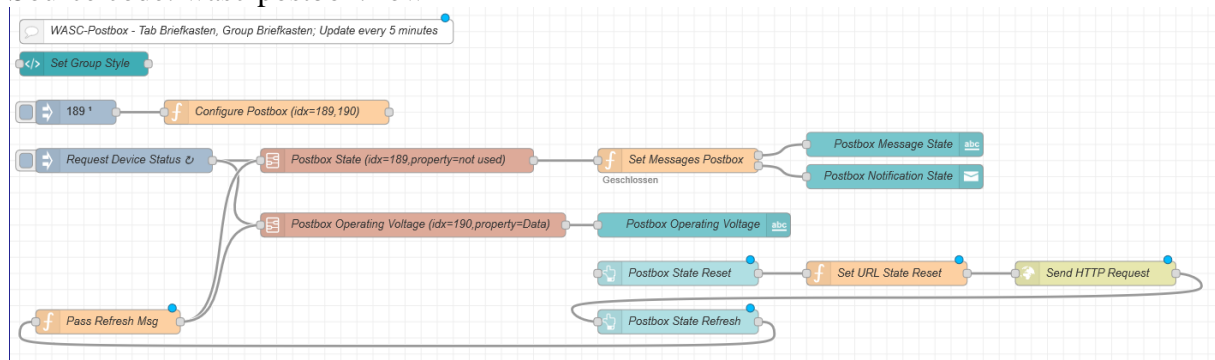 WASC-Postbox - Tab Briefkasten, Group Briefkasten; Update every 5 minutes
Set Group Style
189 ¹
Configure Postbox (idx=189,190)
Request Device Status ↻
Postbox State (idx=189,property=not used)
Set Messages Postbox
Geschlossen
Postbox Message State
abc
Postbox Notification State
Postbox Operating Voltage (idx=190,property=Data)
Postbox Operating Voltage
abc
Postbox State Reset
Set URL State Reset
Send HTTP Request
Pass Refresh Msg
Postbox State Refresh